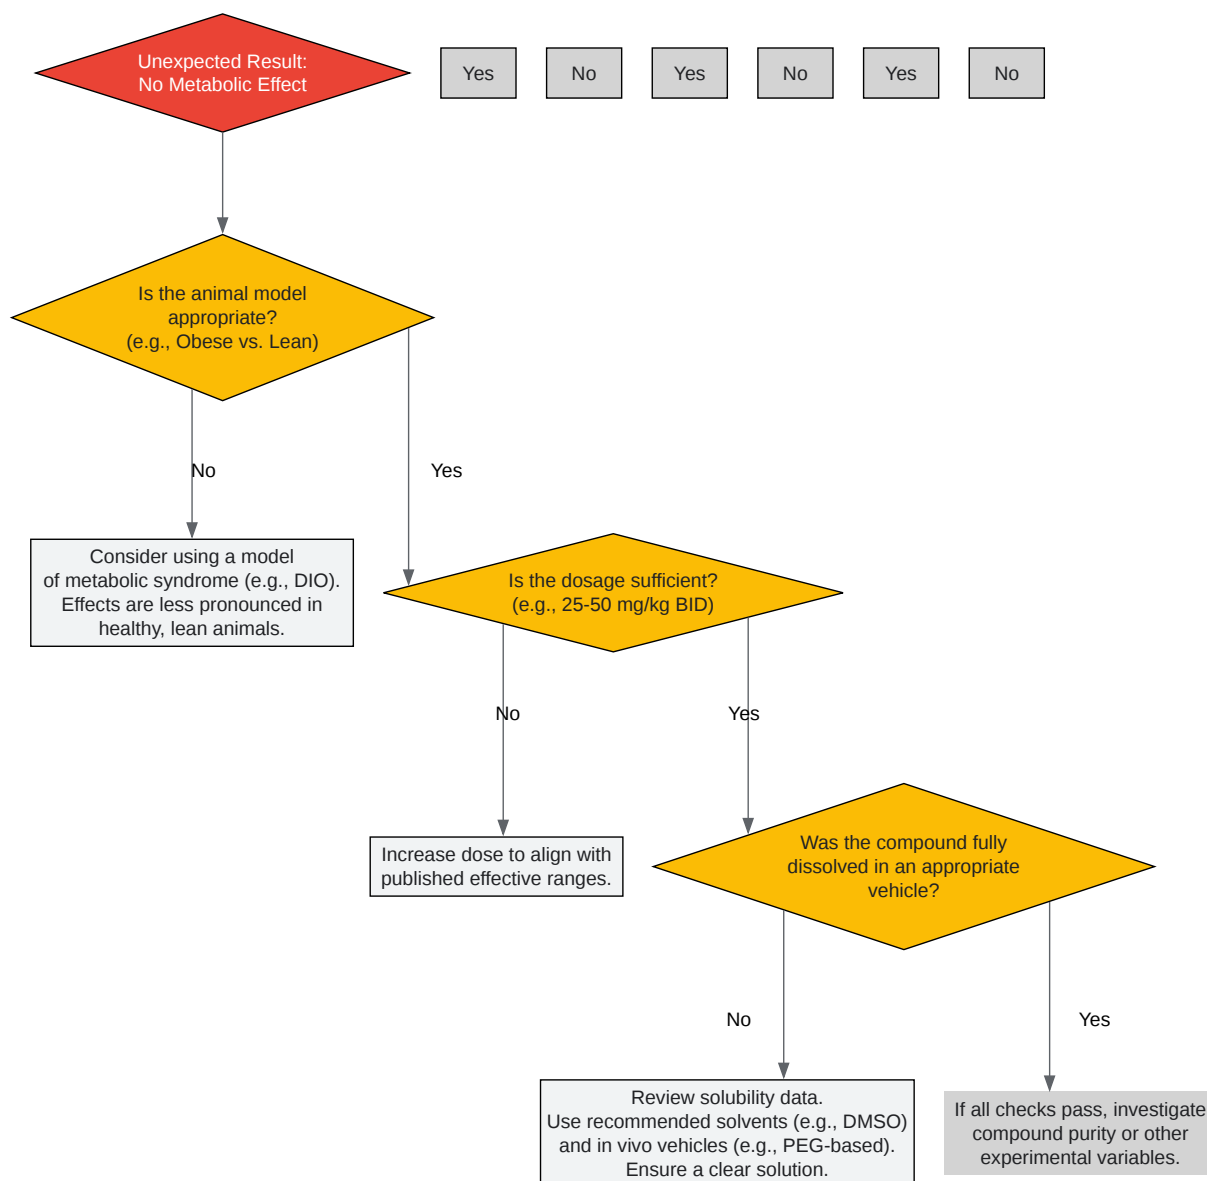 Unexpected Result:
No Metabolic Effect
Yes
No
Yes
No
Yes
No
Is the animal model
appropriate?
(e.g., Obese vs. Lean)
No
Yes
Consider using a model
of metabolic syndrome (e.g., DIO).
Effects are less pronounced in
healthy, lean animals.
Is the dosage sufficient?
(e.g., 25-50 mg/kg BID)
No
Yes
Increase dose to align with
published effective ranges.
Was the compound fully
dissolved in an appropriate
vehicle?
No
Yes
Review solubility data.
Use recommended solvents (e.g., DMSO)
and in vivo vehicles (e.g., PEG-based).
Ensure a clear solution.
If all checks pass, investigate
compound purity or other
experimental variables.